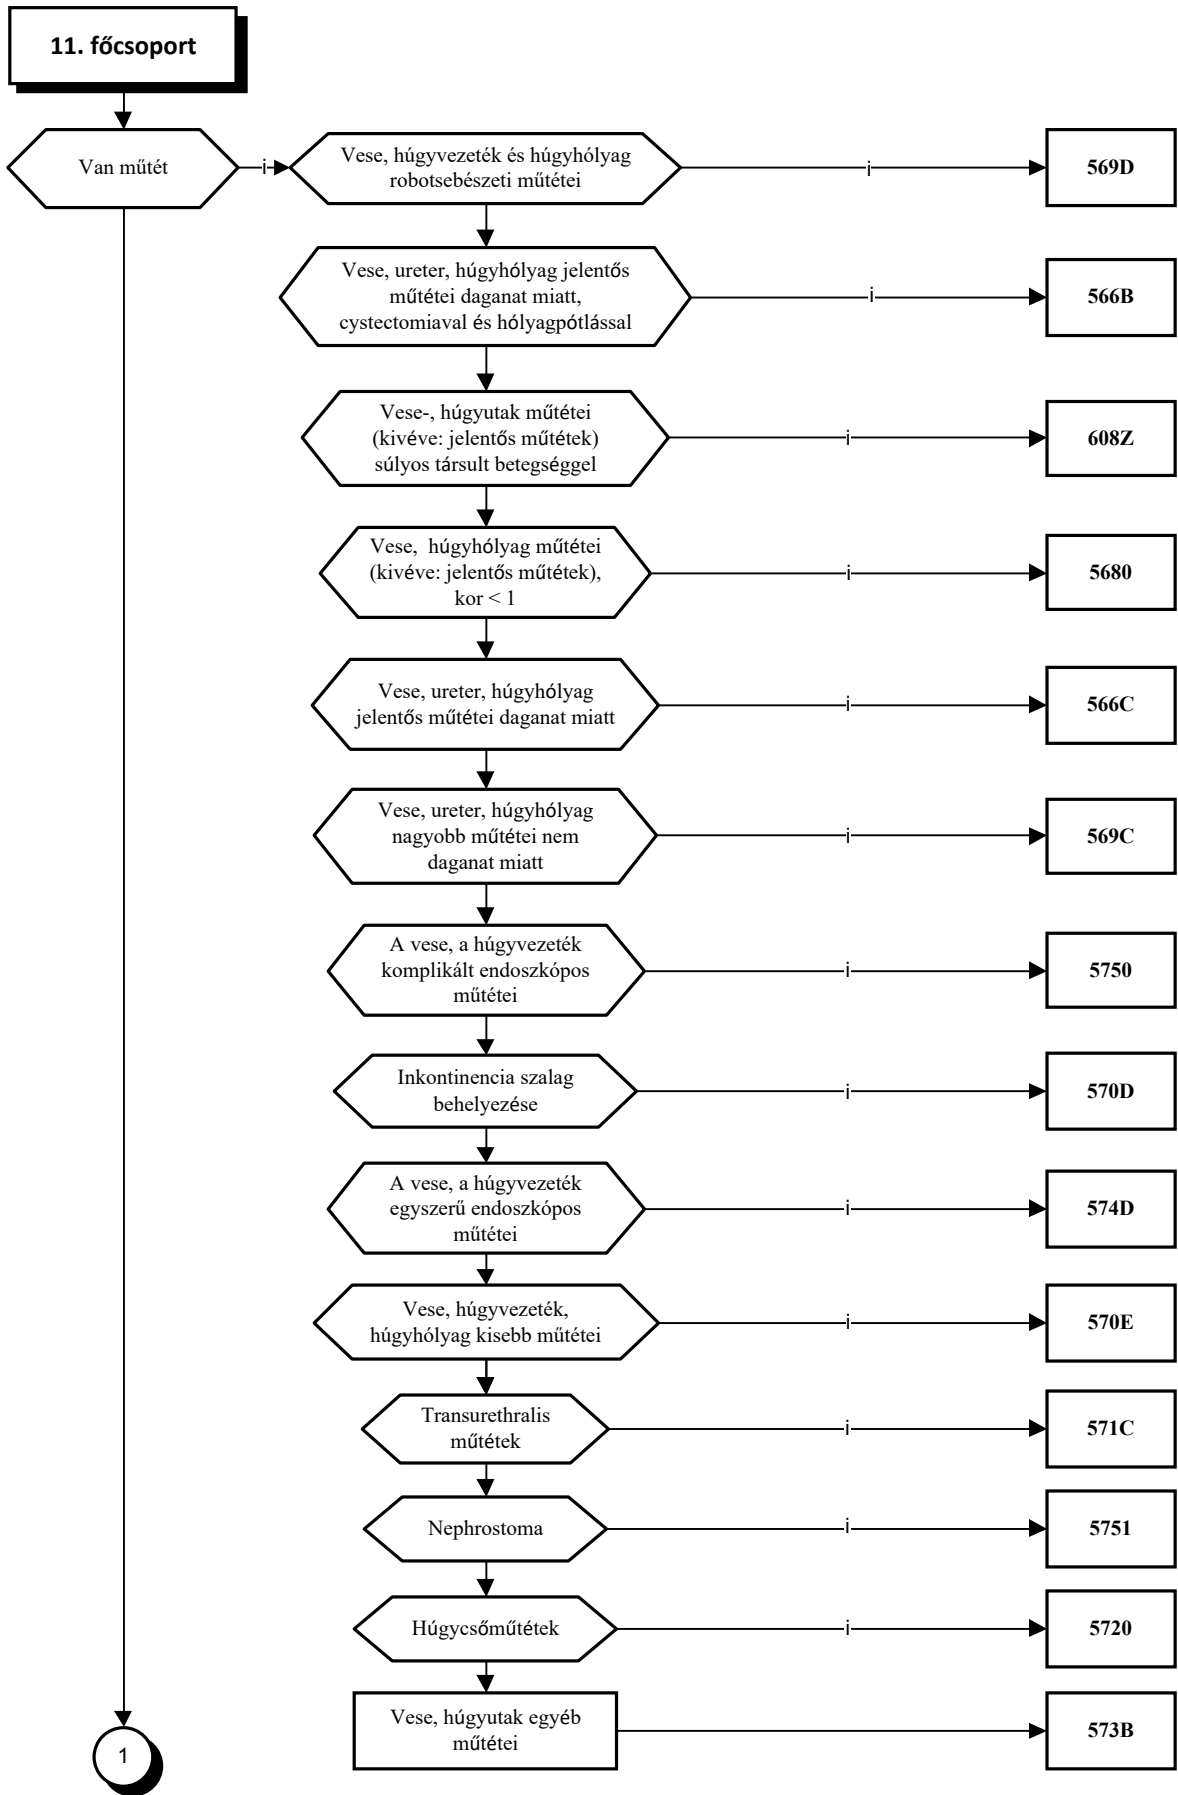 11. főcsoport
Van műtét
i
Vese, húgyvezeték és húgyhólyag
robotsebészeti műtétei
i
569D
Vese, ureter, húgyhólyag jelentős
műtétei daganat miatt,
cystectomiaval és hólyagpótlással
i
566B
Vese-, húgyutak műtétei
(kivéve: jelentős műtétek)
súlyos társult betegséggel
i
608Z
Vese, húgyhólyag műtétei
(kivéve: jelentős műtétek),
kor < 1
i
5680
Vese, ureter, húgyhólyag
jelentős műtétei daganat miatt
i
566C
Vese, ureter, húgyhólyag
nagyobb műtétei nem
daganat miatt
i
569C
A vese, a húgyvezeték
komplikált endoszkópos
műtétei
i
5750
Inkontinencia szalag
behelyezése
i
570D
A vese, a húgyvezeték
egyszerű endoszkópos
műtétei
i
574D
Vese, húgyvezeték,
húgyhólyag kisebb műtétei
i
570E
Transurethralis
műtétek
i
571C
Nephrostoma
i
5751
Húgycsőműtétek
i
5720
Vese, húgyutak egyéb
műtétei
573B
1